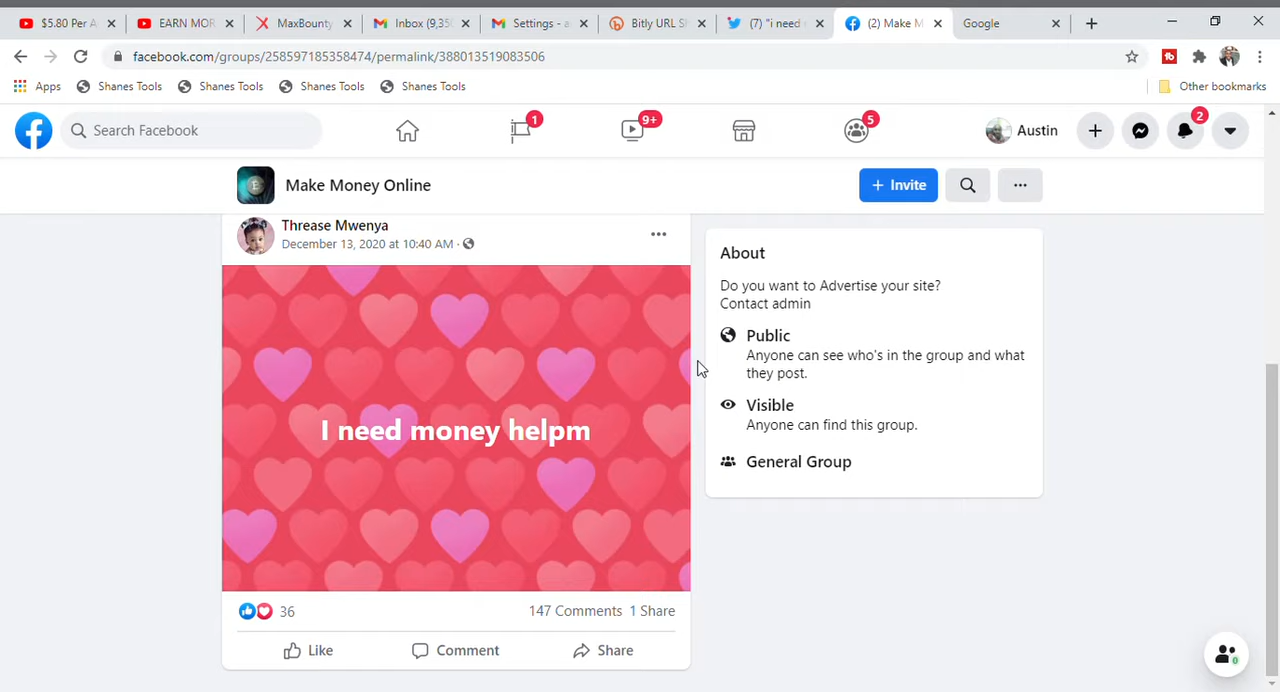 $5.80 Per A
EARN MOR
MaxBounty
Inbox (9,35
Settings - a
Bitly URL Sh
(7) "i need
(2) Make M
Google
facebook.com/groups/258597185358474/permalink/388013519083506
Apps
Shanes Tools
Shanes Tools
Shanes Tools
Shanes Tools
Other bookmarks
Search Facebook
1
9+
5
Austin
2
Make Money Online
+ Invite
Threase Mwenya
December 13, 2020 at 10:40 AM ·
I need money helpm
36
147 Comments 1 Share
Like
Comment
Share
About
Do you want to Advertise your site?
Contact admin
Public
Anyone can see who's in the group and what
they post.
Visible
Anyone can find this group.
General Group
0